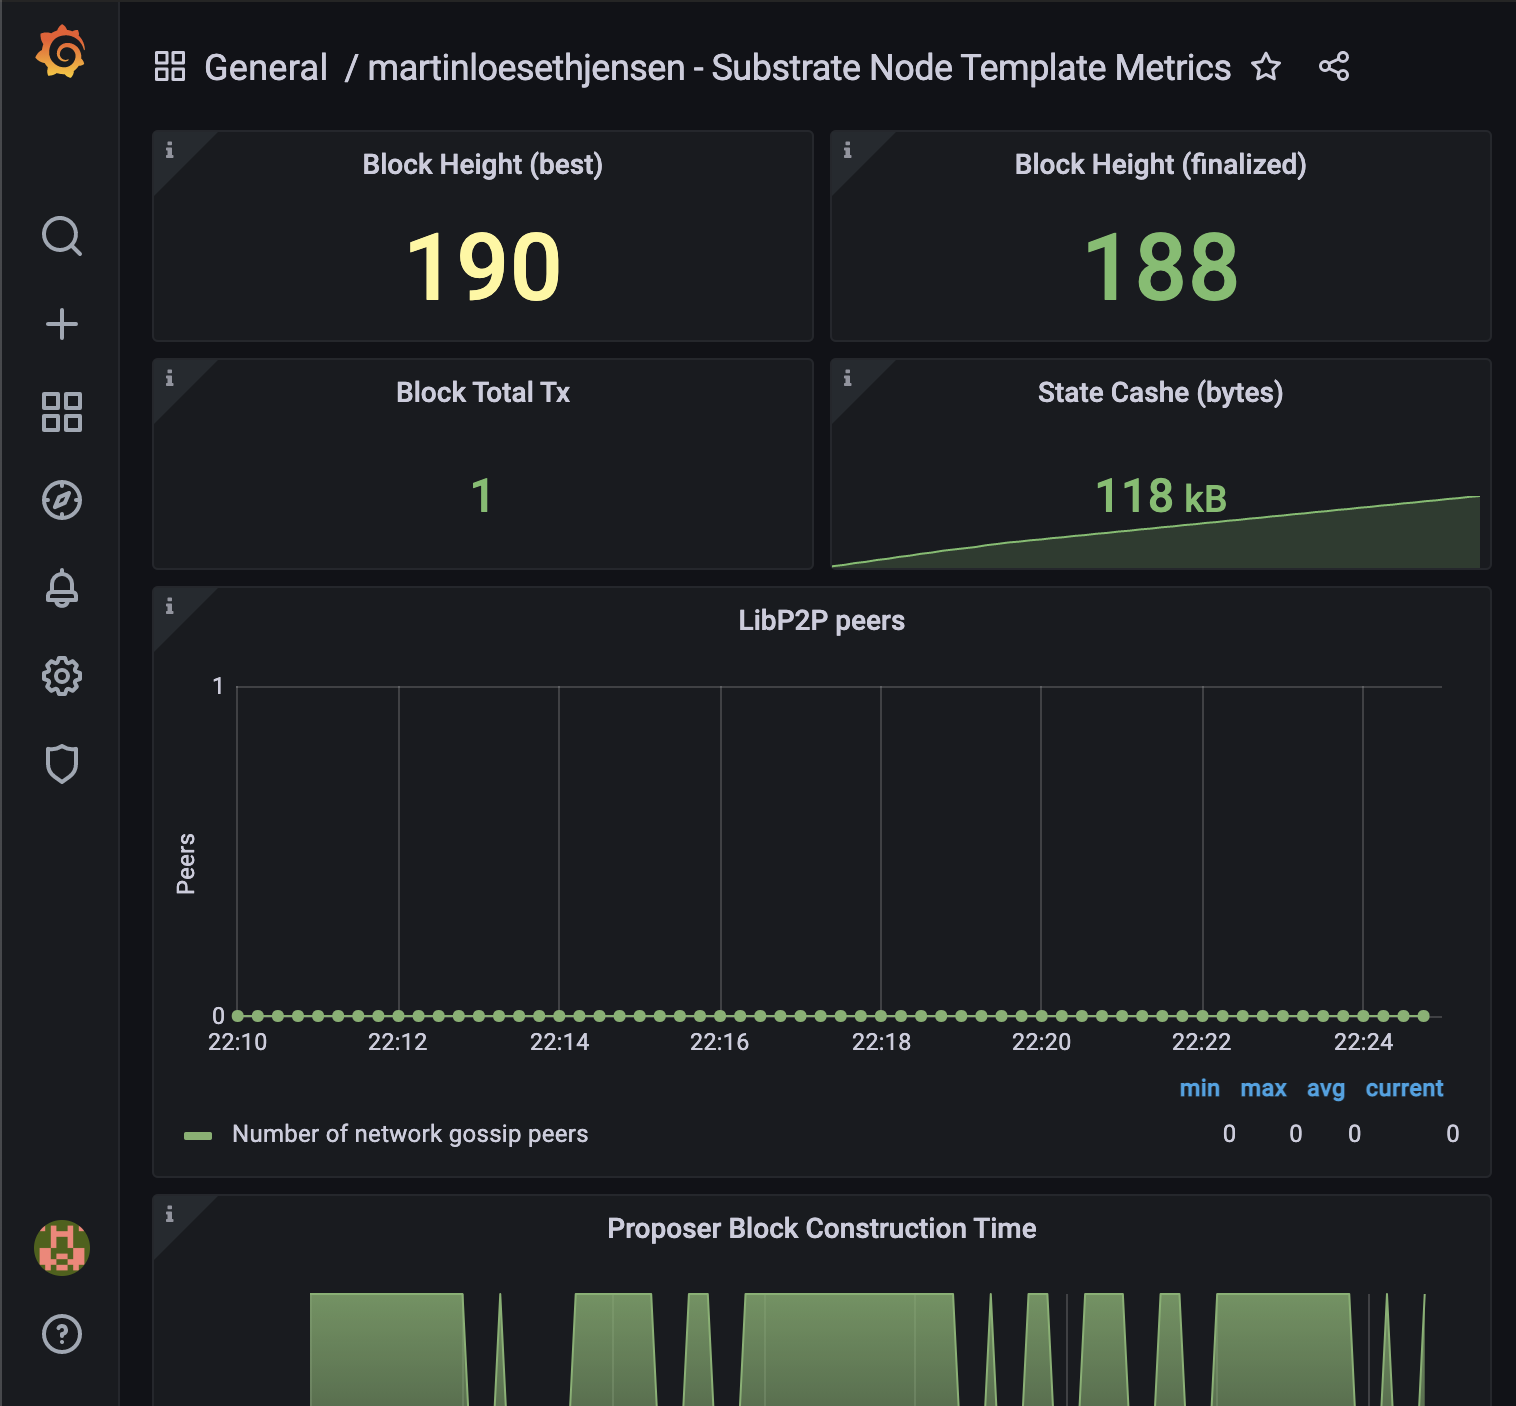 General / martinloesethjensen - Substrate Node Template Metrics
i
Block Height (best)
190
i
Block Height (finalized)
188
i
Block Total Tx
1
i
State Cashe (bytes)
118 kB
i
LibP2P peers
1
Peers
0
22:10 22:12 22:14 22:16 22:18 22:20 22:22 22:24
min max avg current
Number of network gossip peers 0 0 0 0
i
Proposer Block Construction Time
?